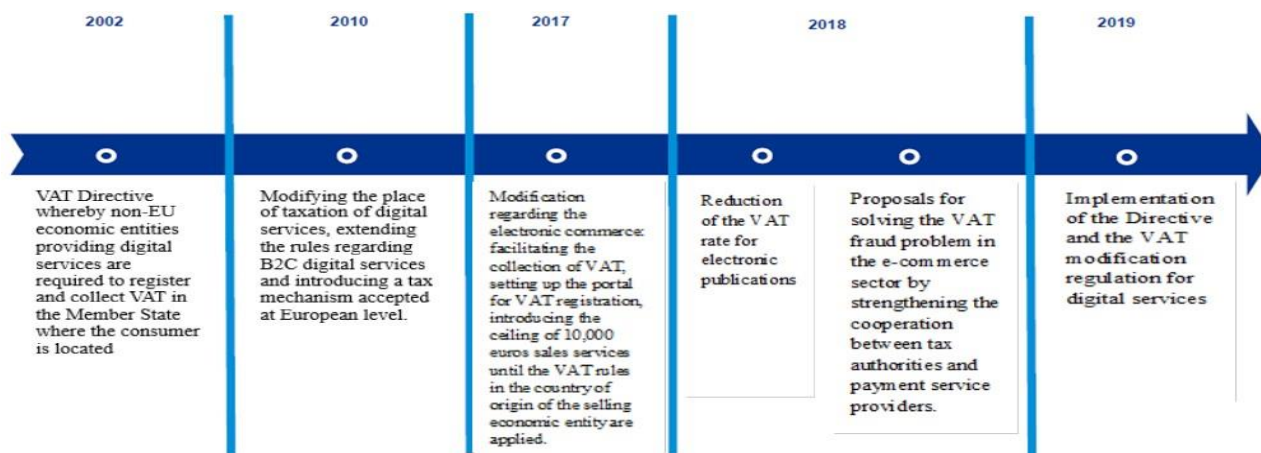 2002
2010
2017
2018
2019
VAT Directive
whereby non-EU
economic entities
providing digital
services are
required to register
and collect VAT in
the Member State
where the consumer
is located
Modifying the place
of taxation of digital
services, extending
the rules regarding
B2C digital services
and introducing a tax
mechanism accepted
at European level.
Modification
regarding the
electronic commerce:
facilitating the
collection of VAT,
setting up the portal
for VAT registration,
introducing the
ceiling of 10,000
euros sales services
until the VAT rules
in the country of
origin of the selling
economic entity are
applied.
Reduction
of the VAT
rate for
electronic
publications
Proposals for
solving the VAT
fraud problem in
the e-commerce
sector by
strengthening the
cooperation
between tax
authorities and
payment service
providers.
Implementation
of the Directive
and the VAT
modification
regulation for
digital services